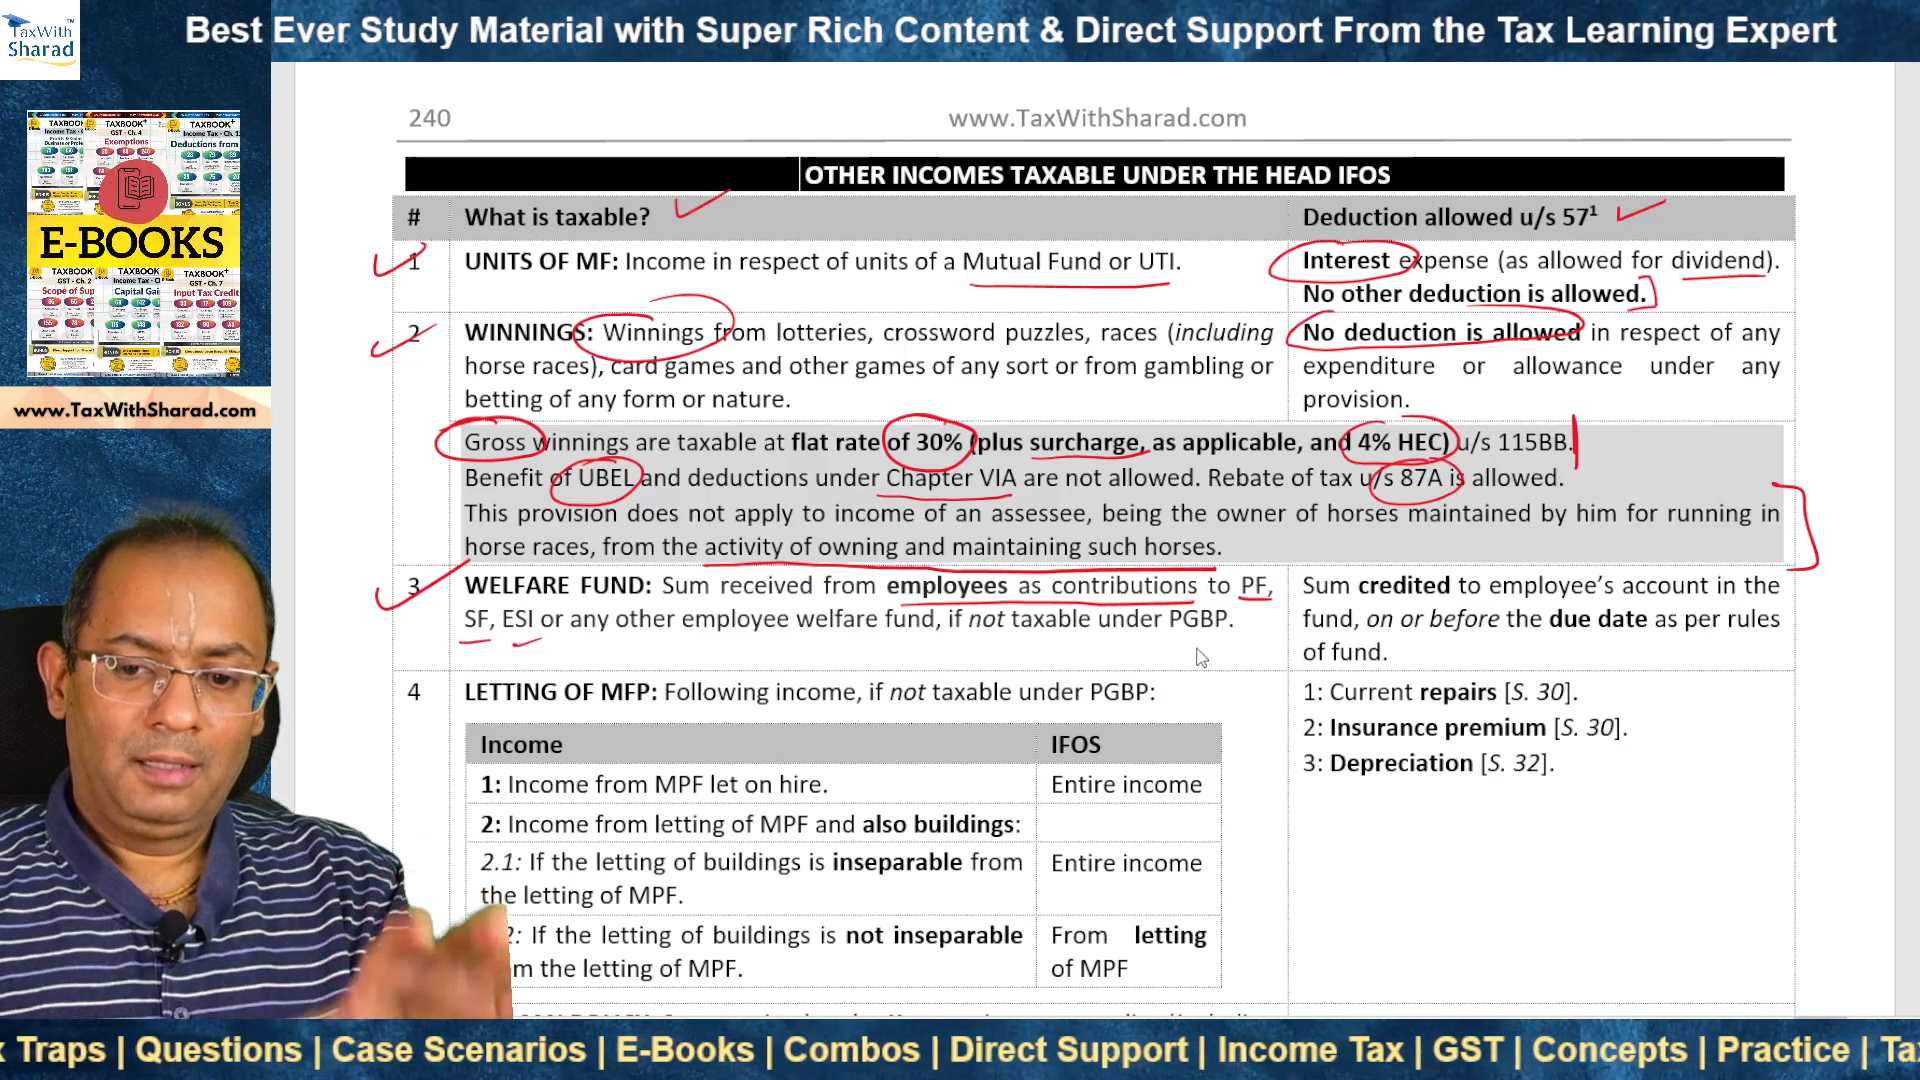 TaxWith
Sharad
Best Ever Study Material with Super Rich Content & Direct Support From the Tax Learning Expert
E-BOOKS
www.TaxWithSharad.com
240
www.TaxWithSharad.com
OTHER INCOMES TAXABLE UNDER THE HEAD IFOS
# What is taxable? Deduction allowed u/s 57¹
1 UNITS OF MF: Income in respect of units of a Mutual Fund or UTI.
Interest expense (as allowed for dividend).
No other deduction is allowed.
2 WINNINGS: Winnings from lotteries, crossword puzzles, races (including
horse races), card games and other games of any sort or from gambling or
betting of any form or nature.
No deduction is allowed in respect of any
expenditure or allowance under any
provision.
Gross winnings are taxable at flat rate of 30% (plus surcharge, as applicable, and 4% HEC) u/s 115BB.
Benefit of UBEL and deductions under Chapter VIA are not allowed. Rebate of tax u/s 87A is allowed.
This provision does not apply to income of an assessee, being the owner of horses maintained by him for running in
horse races, from the activity of owning and maintaining such horses.
3 WELFARE FUND: Sum received from employees as contributions to PF,
SF, ESI or any other employee welfare fund, if not taxable under PGBP.
Sum credited to employee's account in the
fund, on or before the due date as per rules
of fund.
4 LETTING OF MFP: Following income, if not taxable under PGBP:
Income IFOS
1: Income from MPF let on hire. Entire income
2: Income from letting of MPF and also buildings:
2.1: If the letting of buildings is inseparable from
the letting of MPF.
Entire income
2: If the letting of buildings is not inseparable
m the letting of MPF.
From letting
of MPF
1: Current repairs [S. 30].
2: Insurance premium [S. 30].
3: Depreciation [S. 32].
x Traps | Questions | Case Scenarios | E-Books | Combos | Direct Support | Income Tax | GST | Concepts | Practice | Ta